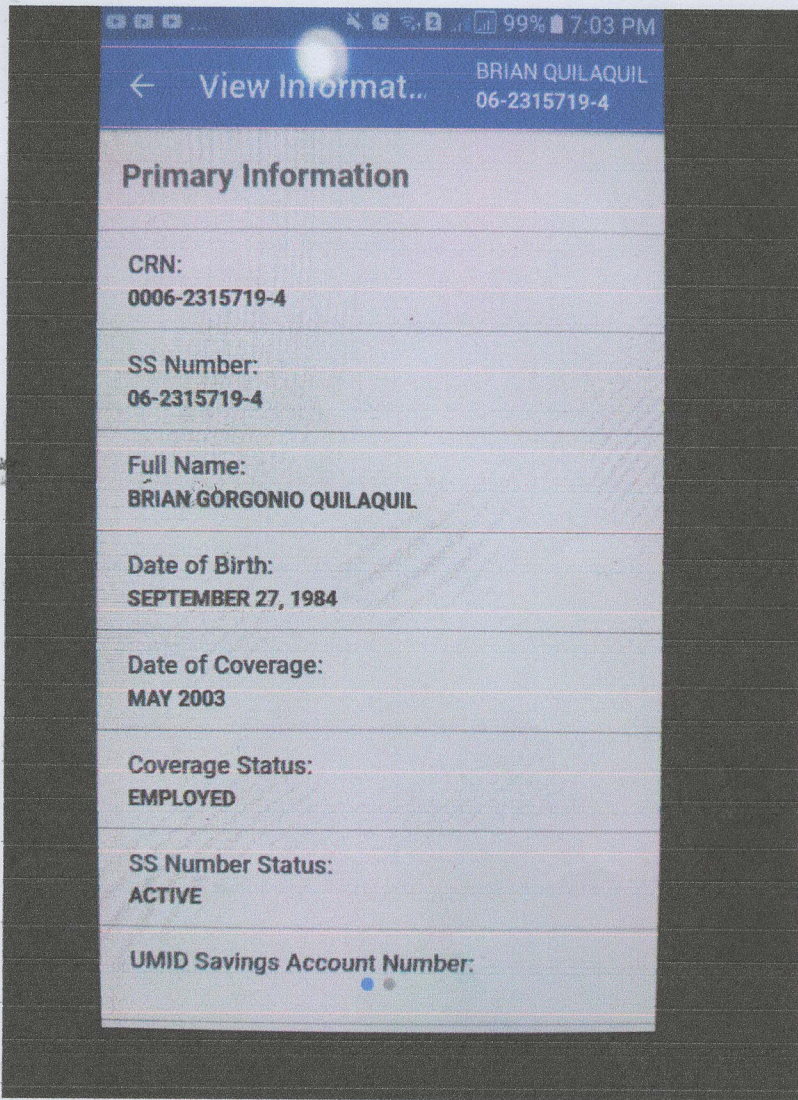 ... 2 99% 7:03 PM
← View Informat... BRIAN QUILAQUIL
06-2315719-4
Primary Information
CRN:
0006-2315719-4
SS Number:
06-2315719-4
Full Name:
BRIAN GORGONIO QUILAQUIL
Date of Birth:
SEPTEMBER 27, 1984
Date of Coverage:
MAY 2003
Coverage Status:
EMPLOYED
SS Number Status:
ACTIVE
UMID Savings Account Number: